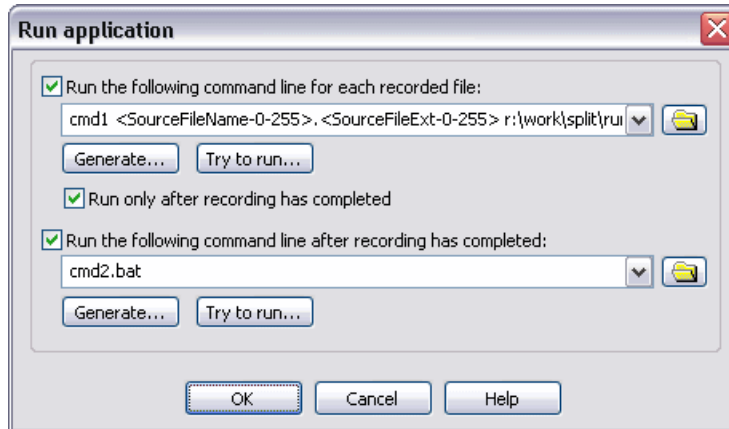 Run application
Run the following command line for each recorded file:
cmd1 <SourceFileName-0-255>.<SourceFileExt-0-255> r:\work\split\
Generate... Try to run...
Run only after recording has completed
Run the following command line after recording has completed:
cmd2.bat
Generate... Try to run...
OK Cancel Help